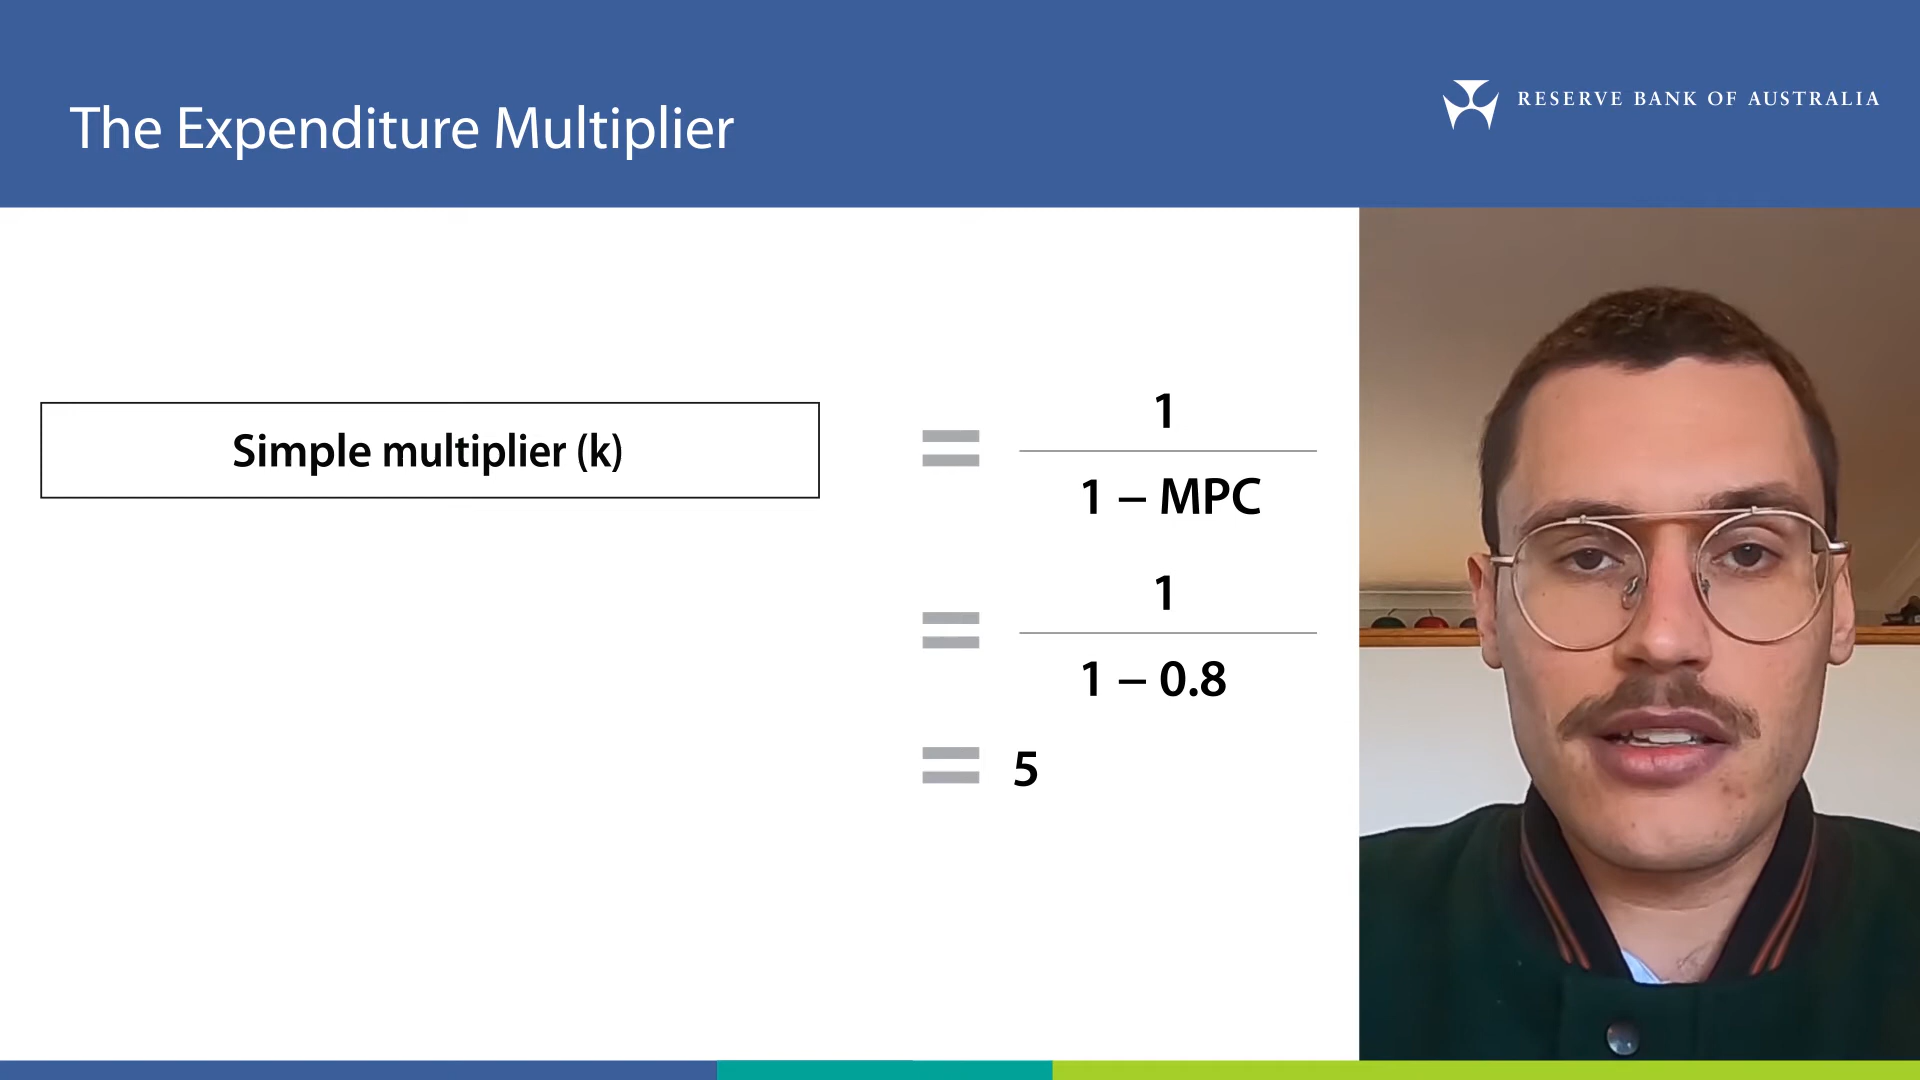 The Expenditure Multiplier
RESERVE BANK OF AUSTRALIA
Simple multiplier (k)
=
1
1 – MPC
=
1
1 – 0.8
= 5